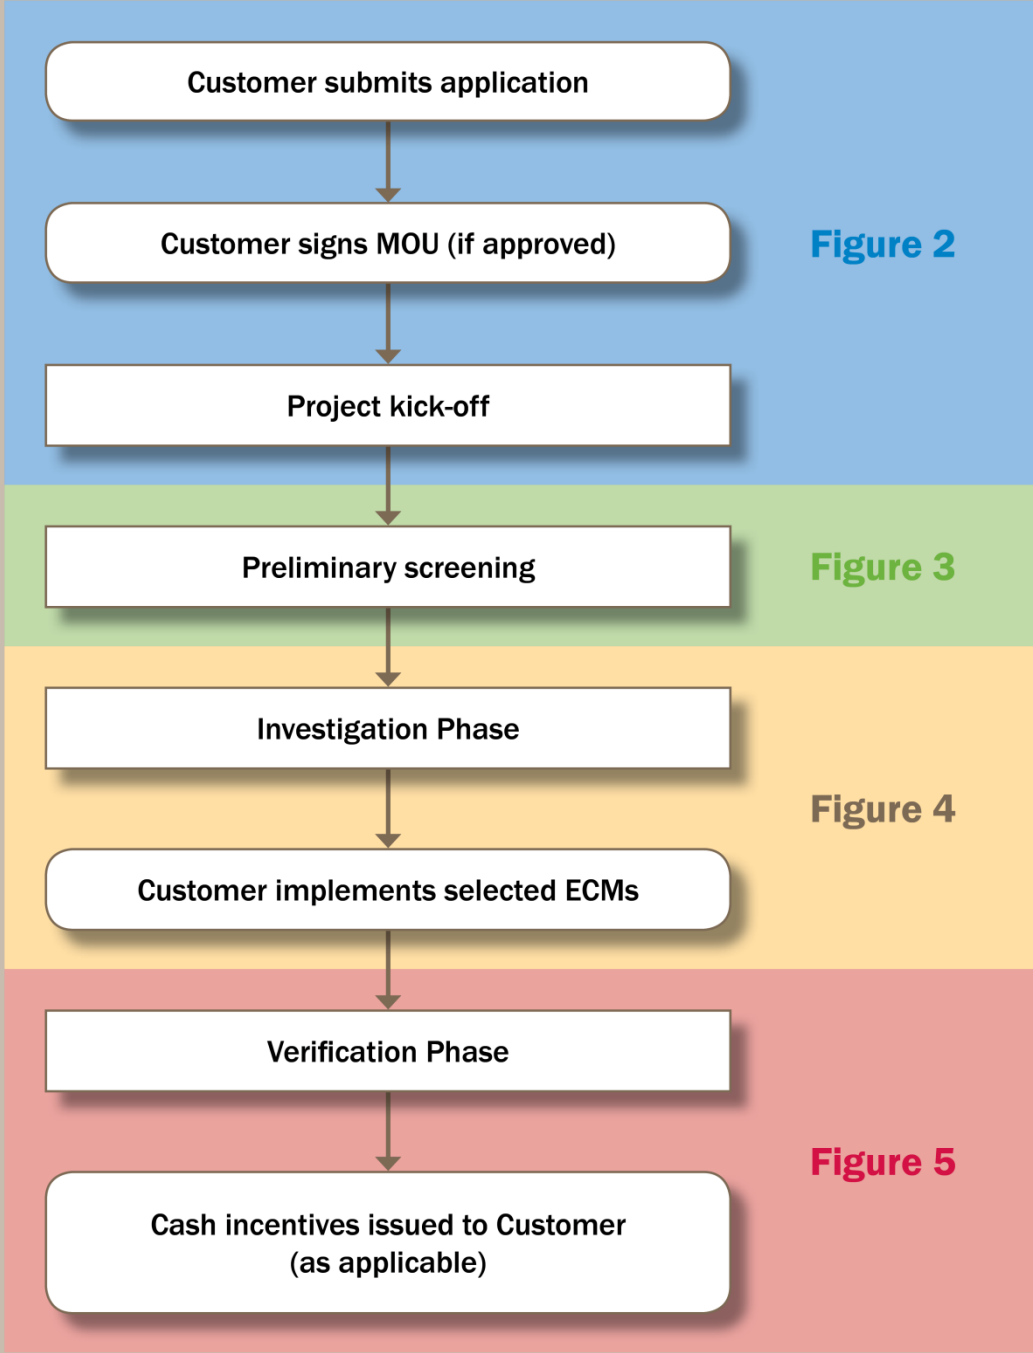 Customer submits application
Customer signs MOU (if approved)
Figure 2
Project kick-off
Preliminary screening
Figure 3
Investigation Phase
Figure 4
Customer implements selected ECMs
Verification Phase
Figure 5
Cash incentives issued to Customer
(as applicable)